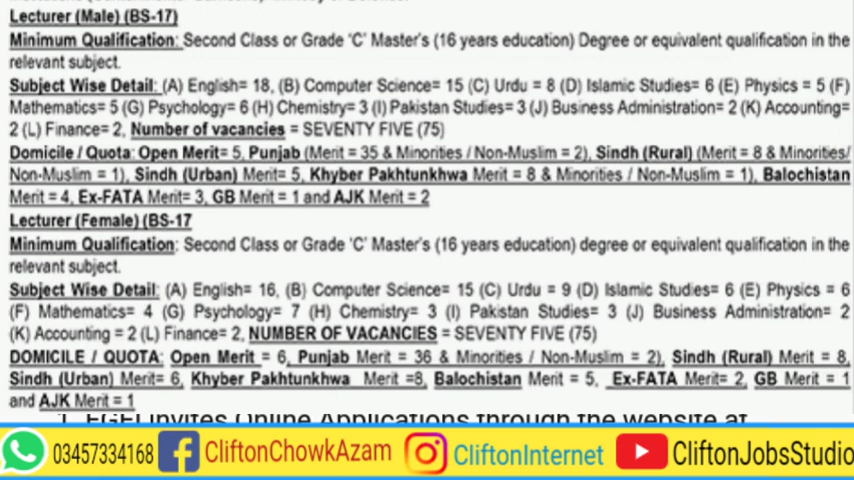 Lecturer (Male) (BS-17)
Minimum Qualification: Second Class or Grade 'C' Master's (16 years education) Degree or equivalent qualification in the
relevant subject.
Subject Wise Detail: (A) English= 18, (B) Computer Science= 15 (C) Urdu = 8 (D) Islamic Studies= 6 (E) Physics = 5 (F)
Mathematics= 5 (G) Psychology= 6 (H) Chemistry= 3 (I) Pakistan Studies= 3 (J) Business Administration= 2 (K) Accounting=
2 (L) Finance= 2, Number of vacancies = SEVENTY FIVE (75)
Domicile / Quota: Open Merit= 5, Punjab (Merit = 35 & Minorities / Non-Muslim = 2), Sindh (Rural) (Merit = 8 & Minorities/
Non-Muslim = 1), Sindh (Urban) Merit= 5, Khyber Pakhtunkhwa Merit = 8 & Minorities / Non-Muslim = 1), Balochistan
Merit = 4, Ex-FATA Merit= 3, GB Merit = 1 and AJK Merit = 2
Lecturer (Female) (BS-17
Minimum Qualification: Second Class or Grade 'C' Master's (16 years education) degree or equivalent qualification in the
relevant subject.
Subject Wise Detail: (A) English= 16, (B) Computer Science= 15 (C) Urdu = 9 (D) Islamic Studies= 6 (E) Physics = 6
(F) Mathematics= 4 (G) Psychology= 7 (H) Chemistry= 3 (I) Pakistan Studies= 3 (J) Business Administration= 2
(K) Accounting = 2 (L) Finance= 2, NUMBER OF VACANCIES = SEVENTY FIVE (75)
DOMICILE / QUOTA: Open Merit = 6, Punjab Merit = 36 & Minorities / Non-Muslim = 2), Sindh (Rural) Merit = 8,
Sindh (Urban) Merit= 6, Khyber Pakhtunkhwa Merit =8, Balochistan Merit = 5, Ex-FATA Merit= 2, GB Merit = 1
and AJK Merit = 1
1. FGEI invites Online Applications through the website at
03457334168 CliftonChowkAzam CliftonInternet CliftonJobsStudio